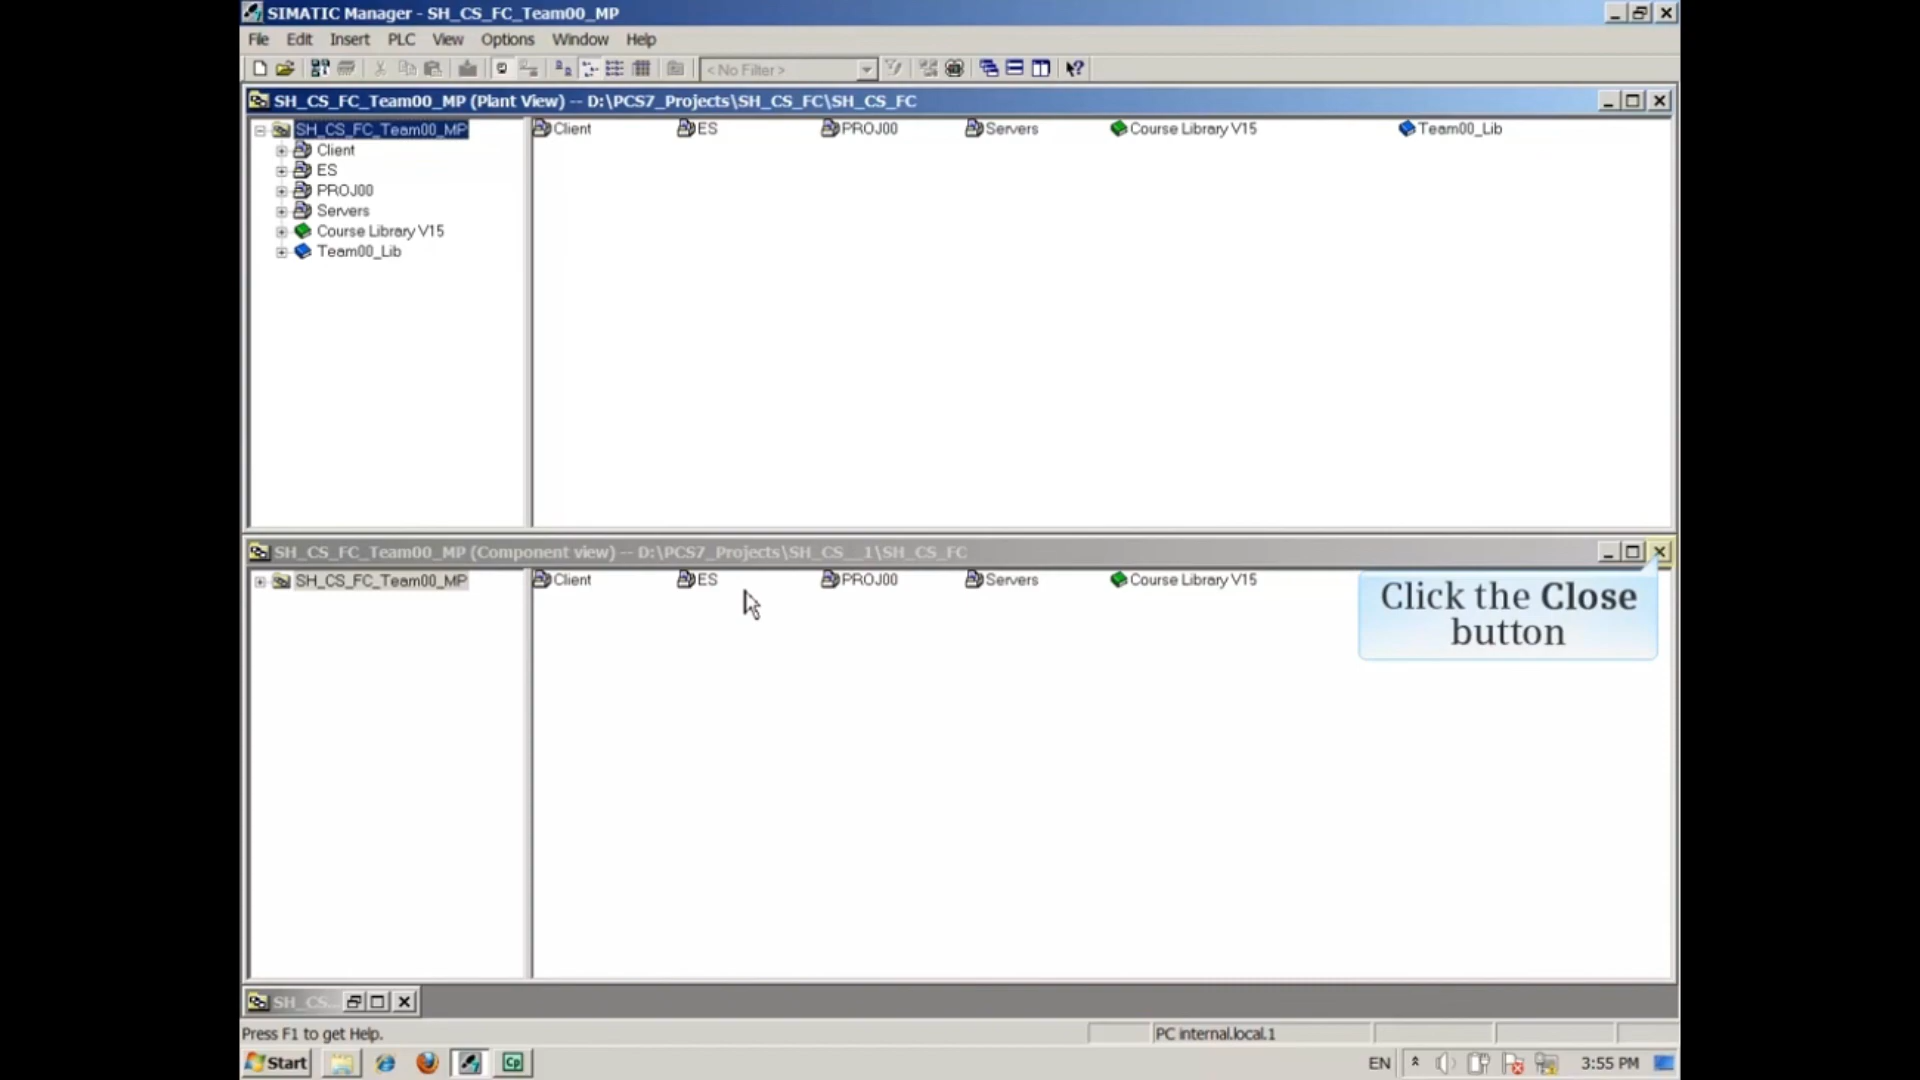 SIMATIC Manager - SH_CS_FC_Team00_MP
File Edit Insert PLC View Options Window Help
< No Filter >
SH_CS_FC_Team00_MP (Plant View) -- D:\PCS7_Projects\SH_CS_FC\SH_CS_FC
SH_CS_FC_Team00_MP
Client
ES
PROJ00
Servers
Course Library V15
Team00_Lib
Client ES PROJ00 Servers Course Library V15 Team00_Lib
SH_CS_FC_Team00_MP (Component view) -- D:\PCS7_Projects\SH_CS__1\SH_CS_FC
SH_CS_FC_Team00_MP
Client ES PROJ00 Servers Course Library V15
Click the Close
button
SH_CS...
Press F1 to get Help.
PC internal.local.1
Start
Cp
EN
3:55 PM